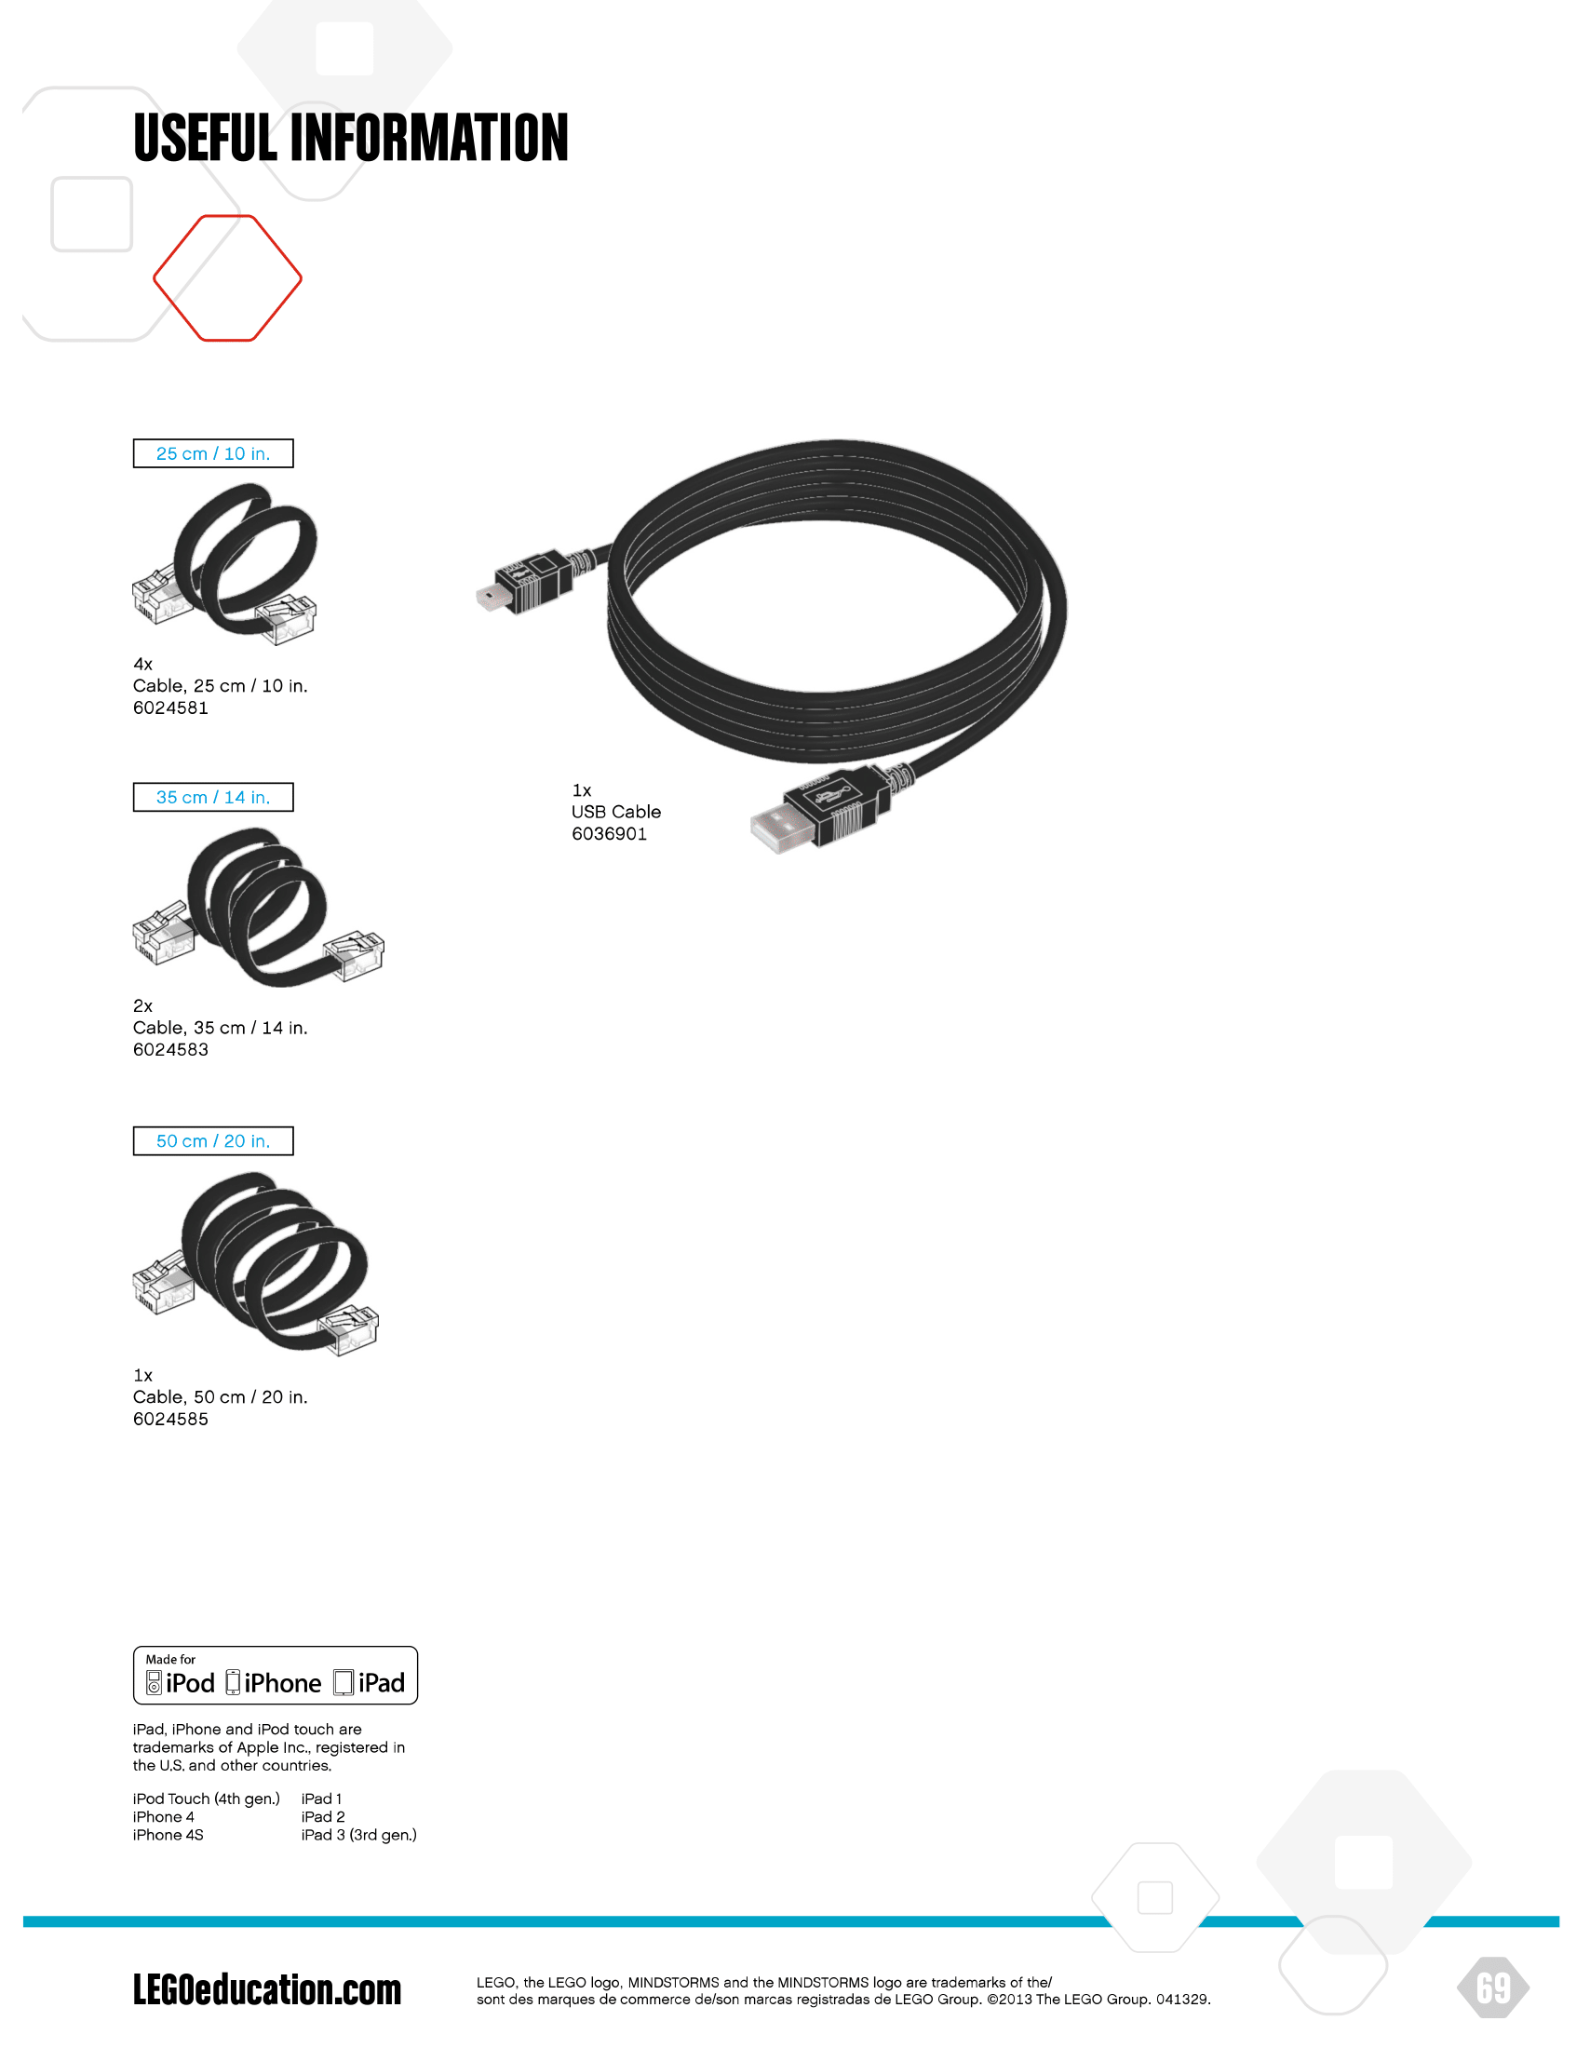 USEFUL INFORMATION
25 cm / 10 in.
4x
Cable, 25 cm / 10 in.
6024581
35 cm / 14 in.
2x
Cable, 35 cm / 14 in.
6024583
50 cm / 20 in.
1x
Cable, 50 cm / 20 in.
6024585
1x
USB Cable
6036901
Made for
iPod iPhone iPad
iPad, iPhone and iPod touch are
trademarks of Apple Inc., registered in
the U.S. and other countries.
iPod Touch (4th gen.)
iPhone 4
iPhone 4S
iPad 1
iPad 2
iPad 3 (3rd gen.)
LEGOeducation.com
LEGO, the LEGO logo, MINDSTORMS and the MINDSTORMS logo are trademarks of the/
sont des marques de commerce de/son marcas registradas de LEGO Group. ©2013 The LEGO Group. 041329.
69